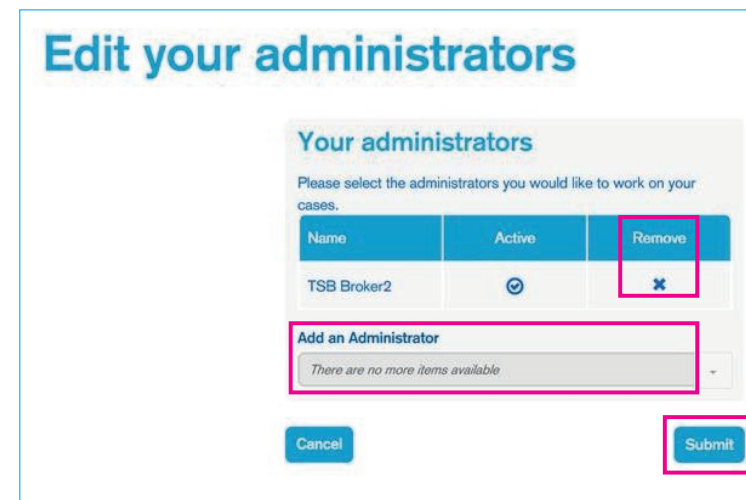 Edit your administrators
Your administrators
Please select the administrators you would like to work on your
cases.
Name Active Remove
TSB Broker2
Add an Administrator
There are no more items available
Cancel Submit